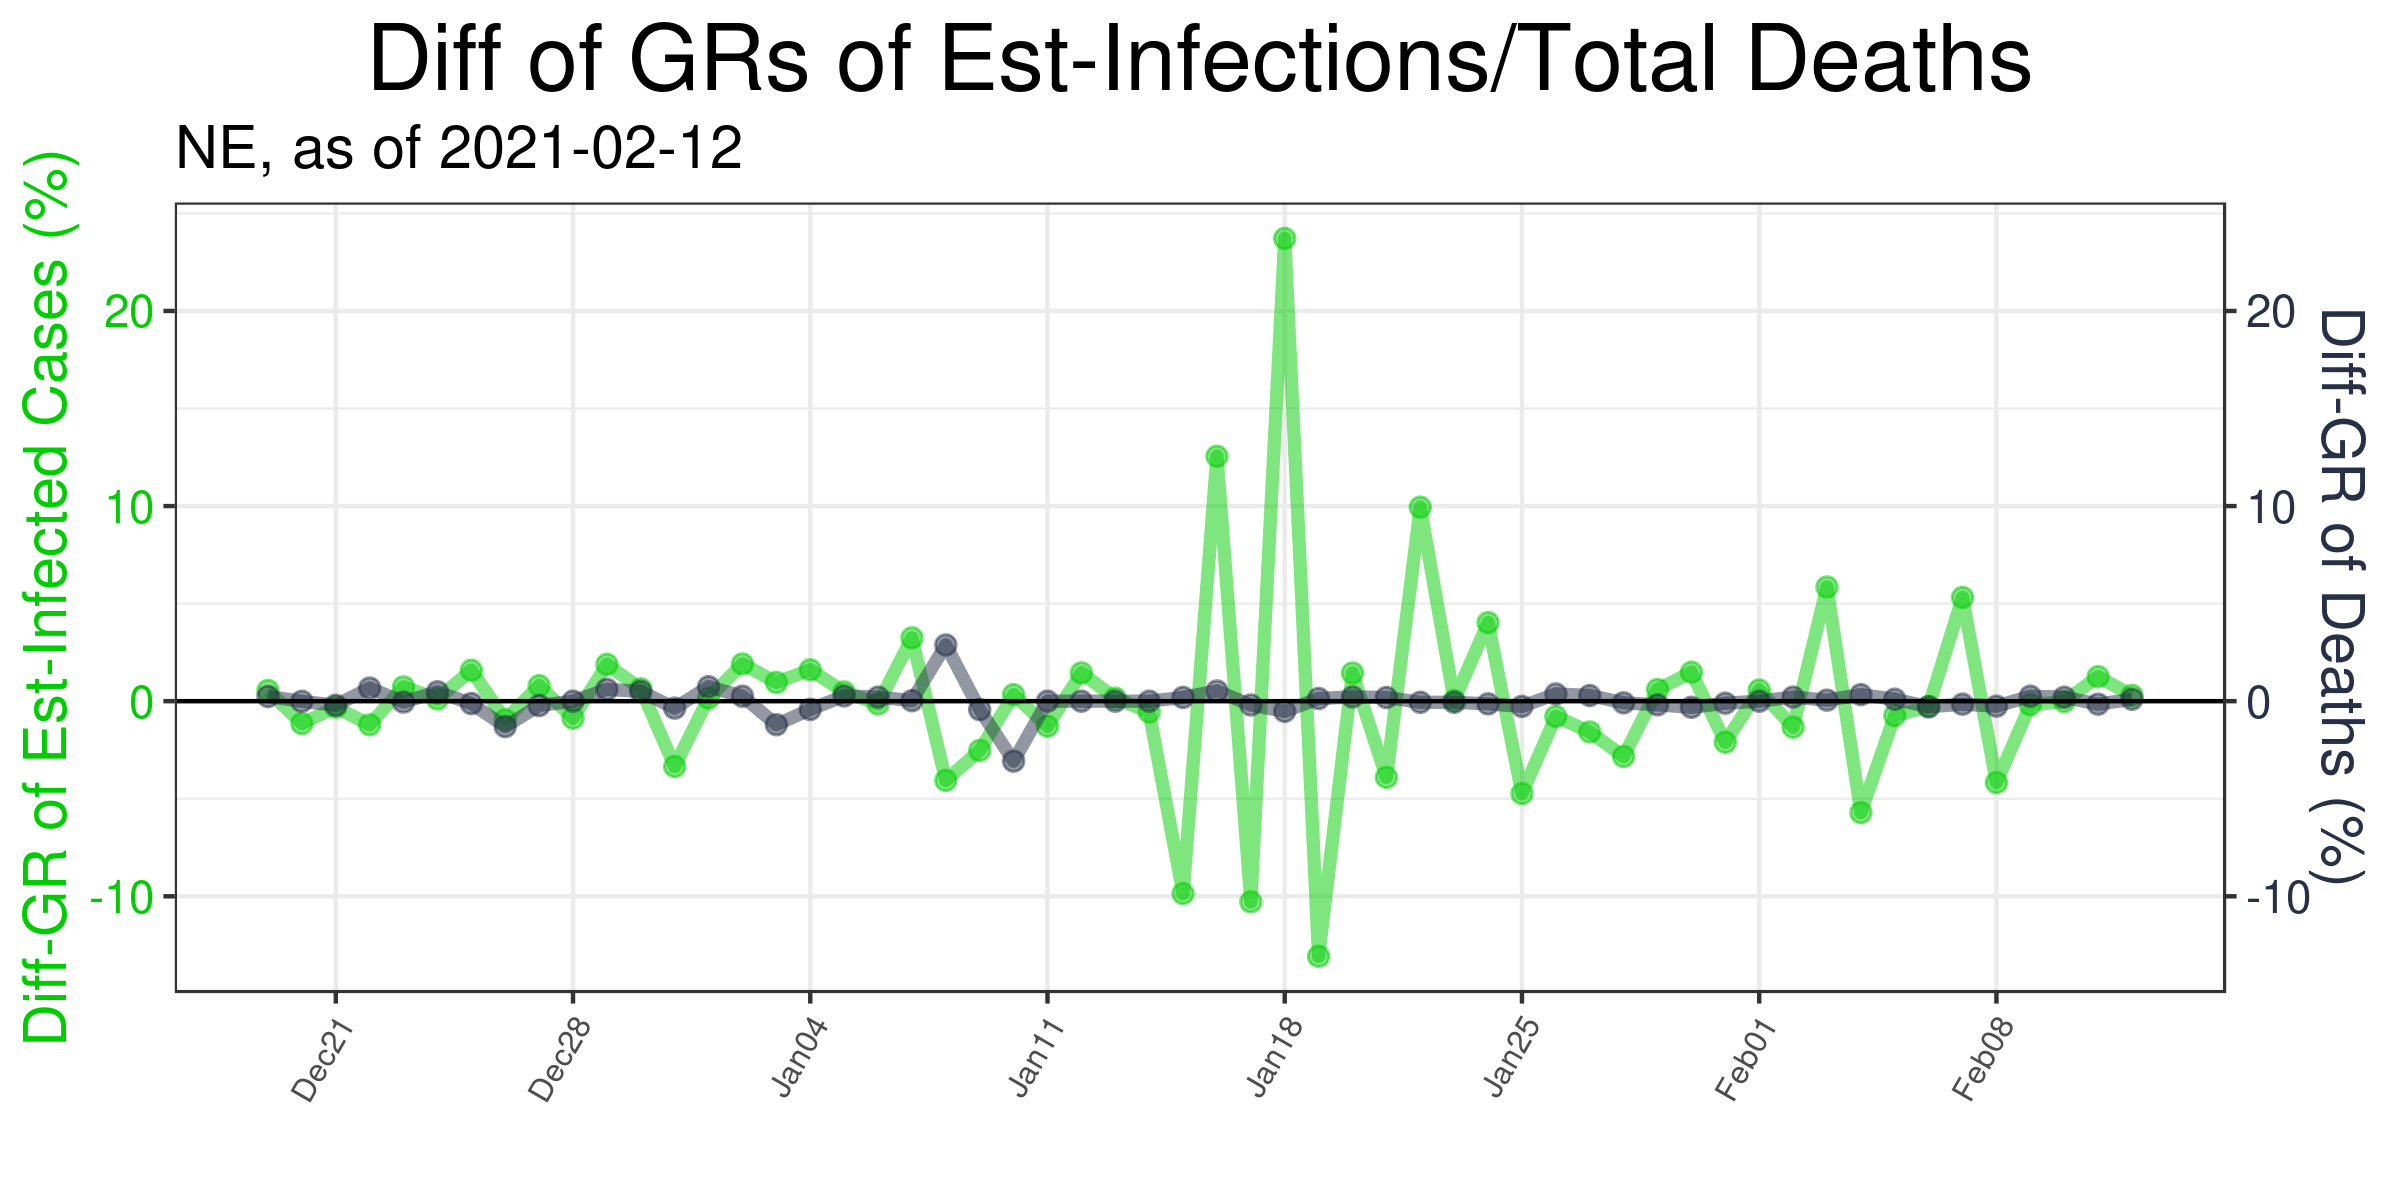 Diff of GRs of Est-Infections/Total Deaths
NE, as of 2021-02-12
Diff-GR of Est-Infected Cases (%)
20
10
0
-10
20
10
0
-10
Diff-GR of Deaths (%)
Dec21
Dec28
Jan04
Jan11
Jan18
Jan25
Feb01
Feb08